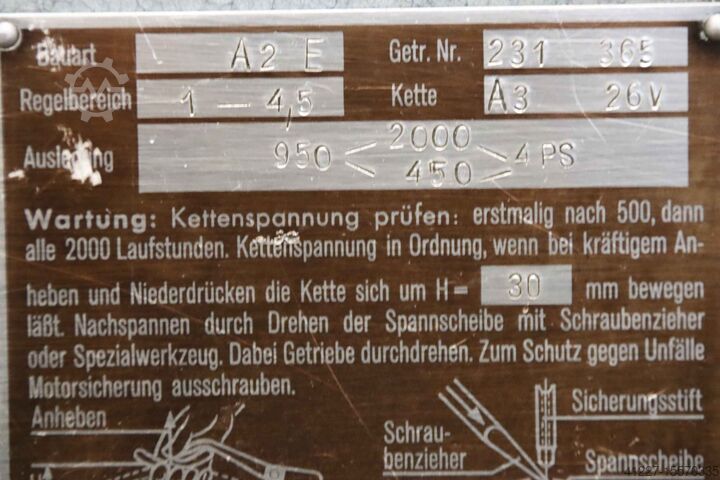 Bauart A2 E Getr. Nr. 231 365
Regelbereich 1 – 4,5 Kette A3 26V
Auslegung 950 < 2000 > 4 PS
450
Wartung: Kettenspannung prüfen: erstmalig nach 500, dann
alle 2000 Laufstunden. Kettenspannung in Ordnung, wenn bei kräftigem An-
heben und Niederdrücken die Kette sich um H = 30 mm bewegen
läßt. Nachspannen durch Drehen der Spannscheibe mit Schraubenzieher
oder Spezialwerkzeug. Dabei Getriebe durchdrehen. Zum Schutz gegen Unfälle
Motorsicherung ausschrauben.
Anheben
Schrau-
benzieher
Sicherungsstift
Spannscheibe